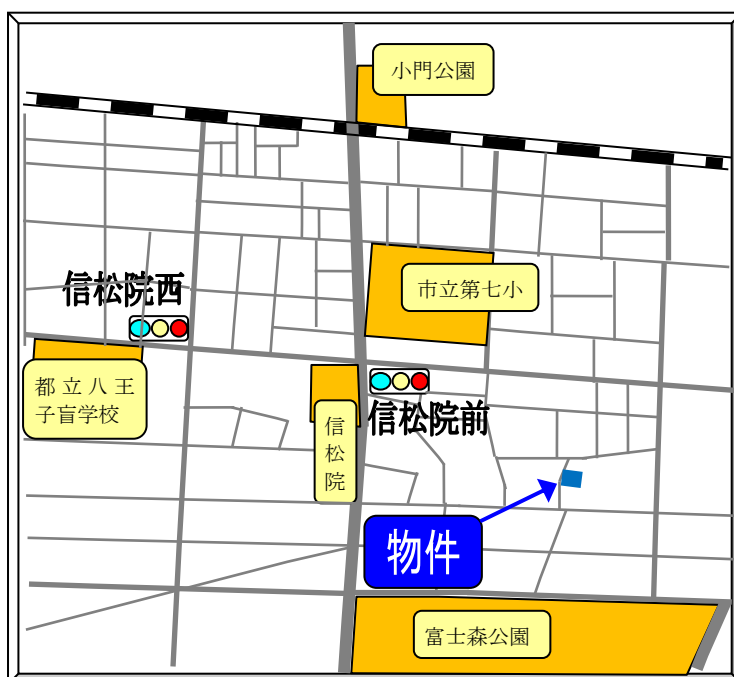 小門公園
信松院西
市立第七小
都立八王
子盲学校
信松院前
信
松
院
物件
富士森公園